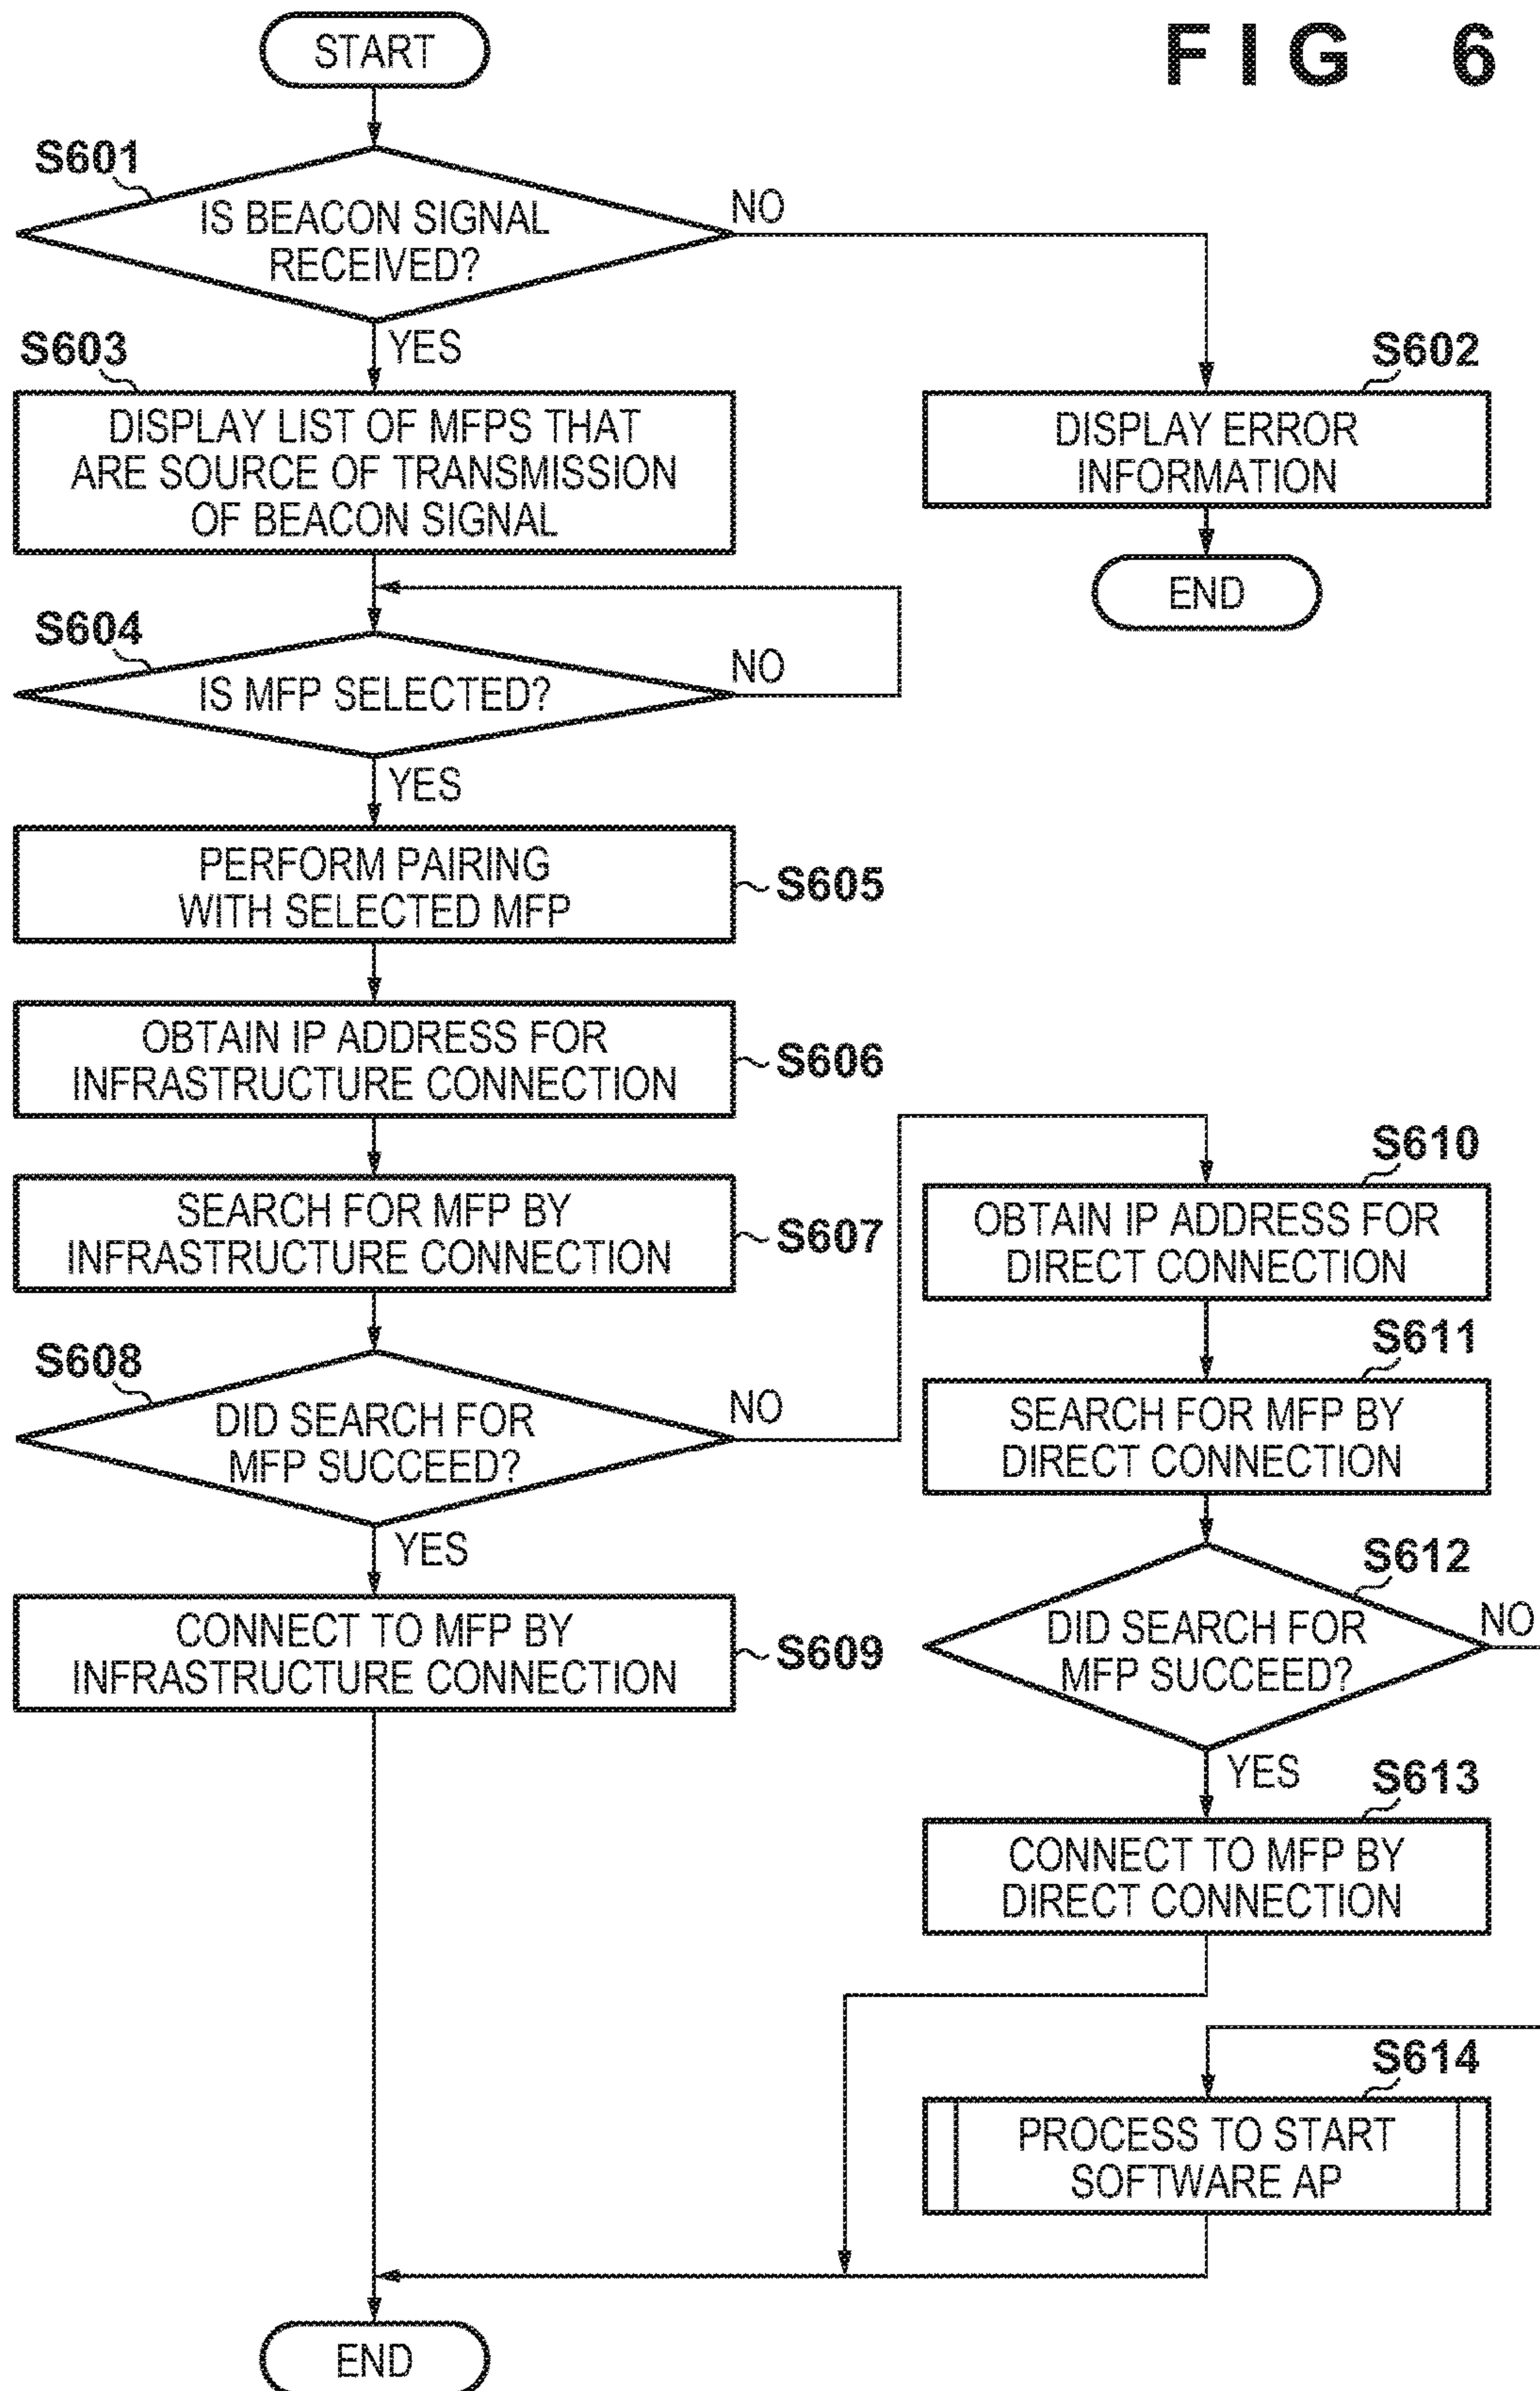 FIG 6
START
S601
IS BEACON SIGNAL
RECEIVED?
NO
YES
S603
DISPLAY LIST OF MFPS THAT
ARE SOURCE OF TRANSMISSION
OF BEACON SIGNAL
S602
DISPLAY ERROR
INFORMATION
END
S604
IS MFP SELECTED?
NO
YES
PERFORM PAIRING
WITH SELECTED MFP
S605
OBTAIN IP ADDRESS FOR
INFRASTRUCTURE CONNECTION
S606
SEARCH FOR MFP BY
INFRASTRUCTURE CONNECTION
S607
S608
DID SEARCH FOR
MFP SUCCEED?
NO
YES
CONNECT TO MFP BY
INFRASTRUCTURE CONNECTION
S609
S610
OBTAIN IP ADDRESS FOR
DIRECT CONNECTION
S611
SEARCH FOR MFP BY
DIRECT CONNECTION
S612
DID SEARCH FOR
MFP SUCCEED?
NO
YES
S613
CONNECT TO MFP BY
DIRECT CONNECTION
S614
PROCESS TO START
SOFTWARE AP
END